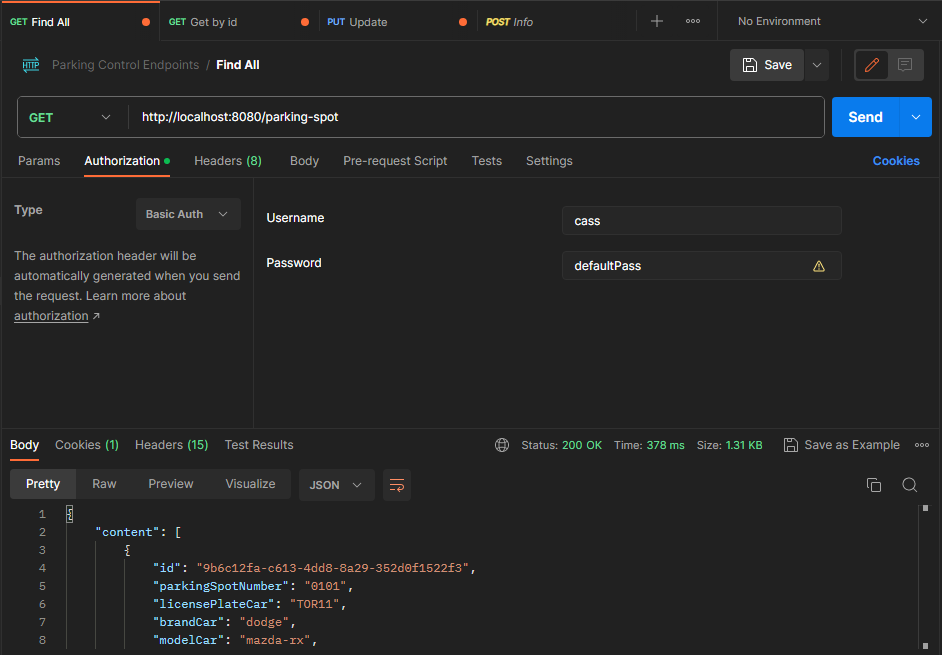 GET Find All GET Get by id PUT Update POST Info No Environment
HTTP Parking Control Endpoints / Find All Save
GET http://localhost:8080/parking-spot Send
Params Authorization Headers (8) Body Pre-request Script Tests Settings Cookies
Type Basic Auth
The authorization header will be
automatically generated when you send
the request. Learn more about
authorization ↗
Username cass
Password defaultPass
Body Cookies (1) Headers (15) Test Results Status: 200 OK Time: 378 ms Size: 1.31 KB Save as Example
Pretty Raw Preview Visualize JSON
1 {
2 "content": [
3 {
4 "id": "9b6c12fa-c613-4dd8-8a29-352d0f1522f3",
5 "parkingSpotNumber": "0101",
6 "licensePlateCar": "TOR11",
7 "brandCar": "dodge",
8 "modelCar": "mazda-rx",